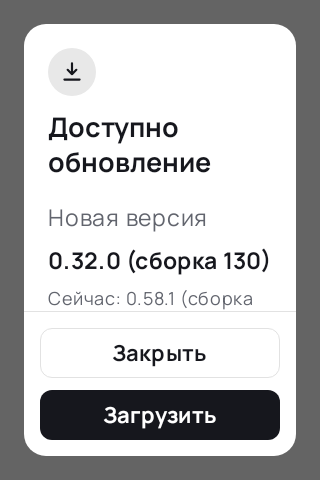 Доступно
обновление
Новая версия
0.32.0 (сборка 130)
Сейчас: 0.58.1 (сборка
Закрыть
Загрузить